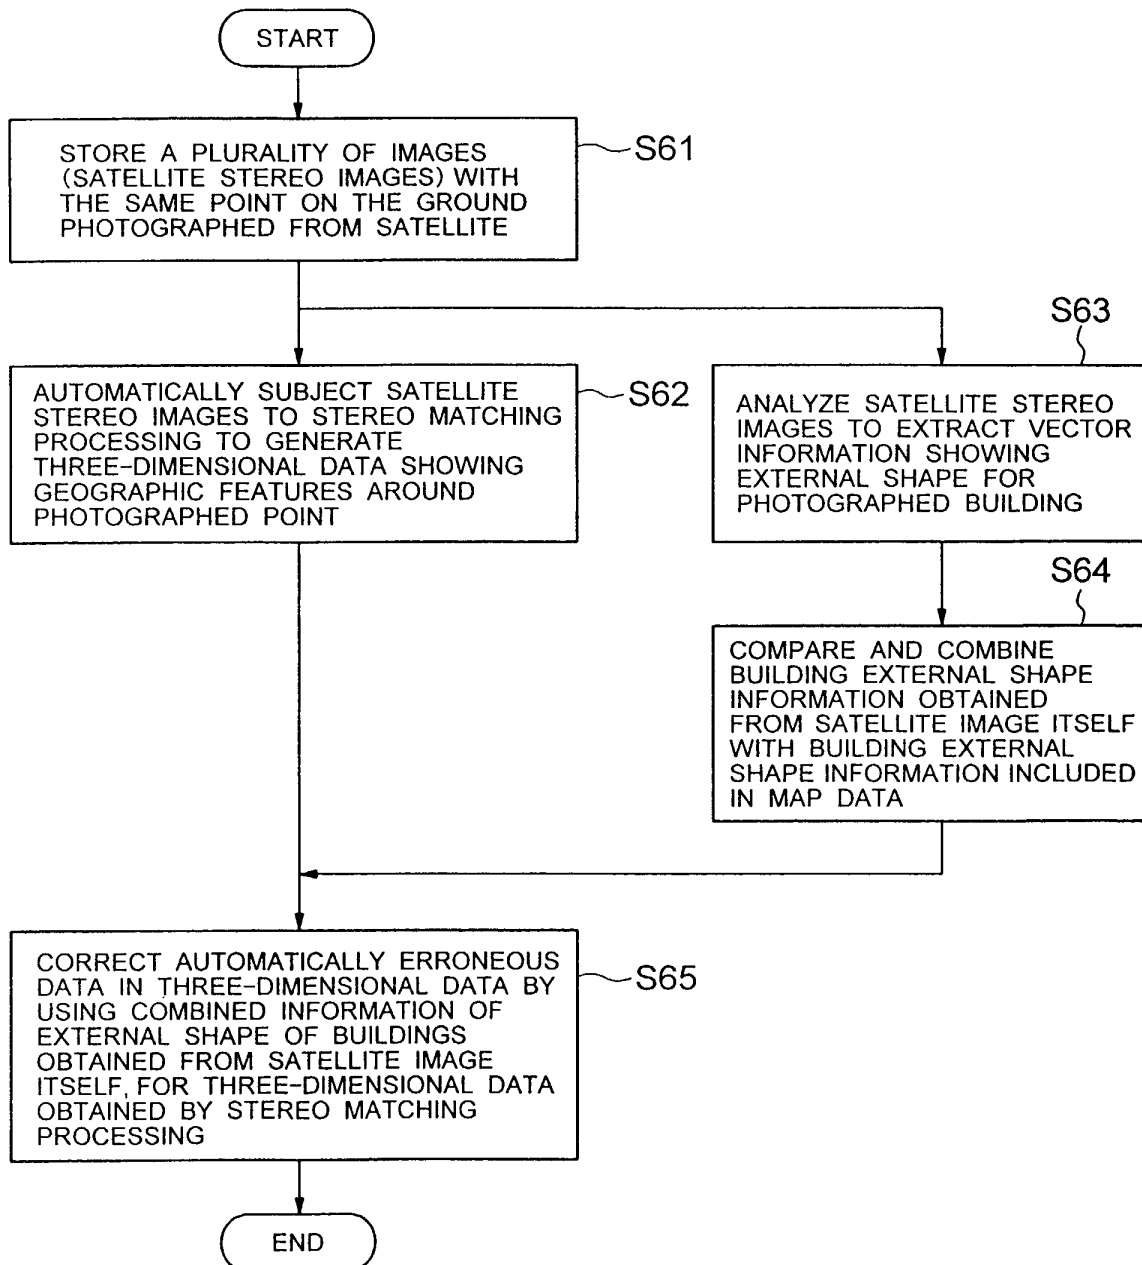 START
STORE A PLURALITY OF IMAGES
(SATELLITE STEREO IMAGES) WITH
THE SAME POINT ON THE GROUND
PHOTOGRAPHED FROM SATELLITE
S61
AUTOMATICALLY SUBJECT SATELLITE
STEREO IMAGES TO STEREO MATCHING
PROCESSING TO GENERATE
THREE-DIMENSIONAL DATA SHOWING
GEOGRAPHIC FEATURES AROUND
PHOTOGRAPHED POINT
S62
S63
ANALYZE SATELLITE STEREO
IMAGES TO EXTRACT VECTOR
INFORMATION SHOWING
EXTERNAL SHAPE FOR
PHOTOGRAPHED BUILDING
S64
COMPARE AND COMBINE
BUILDING EXTERNAL SHAPE
INFORMATION OBTAINED
FROM SATELLITE IMAGE ITSELF
WITH BUILDING EXTERNAL
SHAPE INFORMATION INCLUDED
IN MAP DATA
CORRECT AUTOMATICALLY ERRONEOUS
DATA IN THREE-DIMENSIONAL DATA BY
USING COMBINED INFORMATION OF
EXTERNAL SHAPE OF BUILDINGS
OBTAINED FROM SATELLITE IMAGE
ITSELF, FOR THREE-DIMENSIONAL DATA
OBTAINED BY STEREO MATCHING
PROCESSING
S65
END